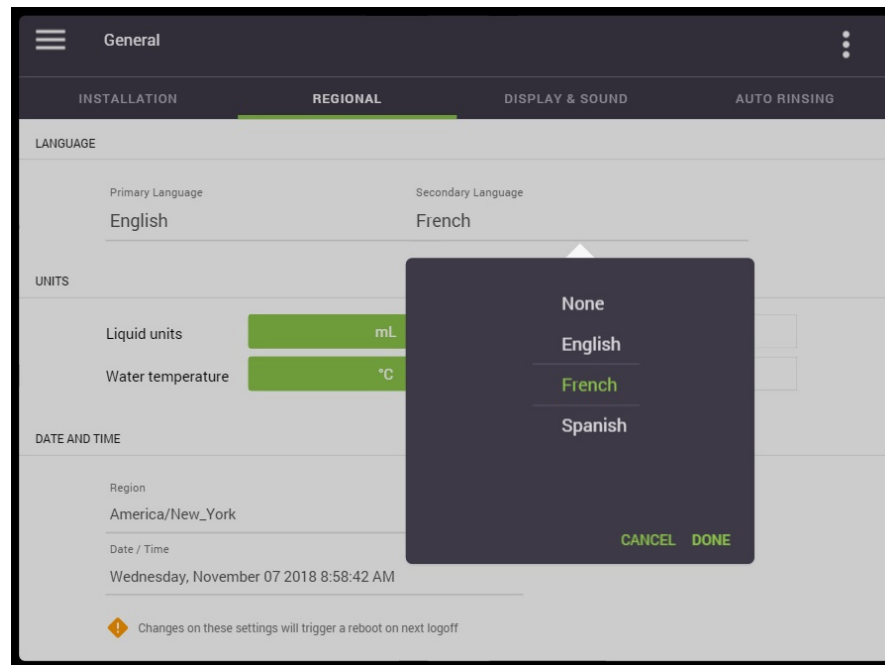 General
INSTALLATION REGIONAL DISPLAY & SOUND AUTO RINSING
LANGUAGE
Primary Language Secondary Language
English French
UNITS
Liquid units mL
Water temperature °C
None
English
French
Spanish
CANCEL DONE
DATE AND TIME
Region
America/New_York
Date / Time
Wednesday, November 07 2018 8:58:42 AM
Changes on these settings will trigger a reboot on next logoff